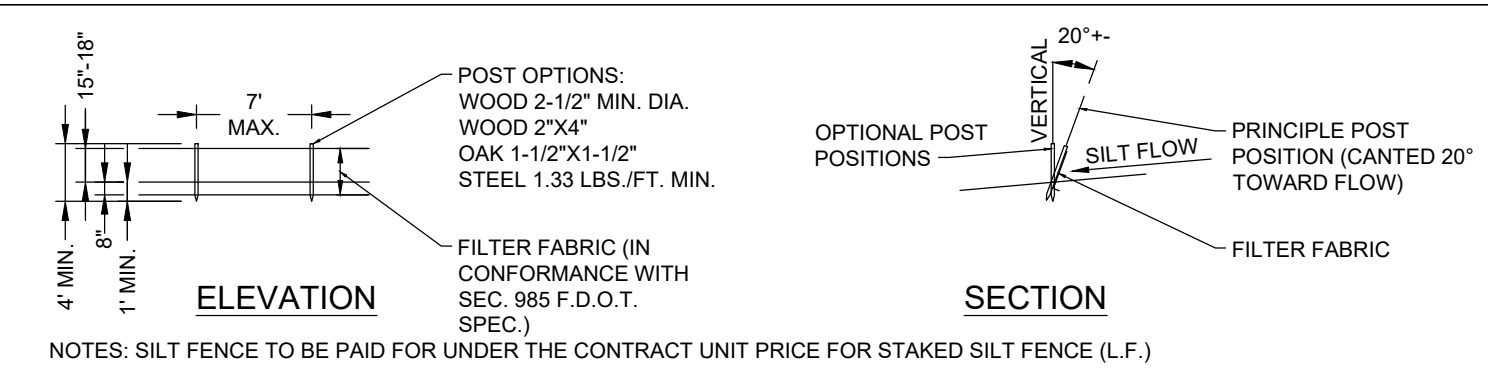 15"-18"
7'
MAX.
4' MIN.
8"
1' MIN.
POST OPTIONS:
WOOD 2-1/2" MIN. DIA.
WOOD 2"X4"
OAK 1-1/2"X1-1/2"
STEEL 1.33 LBS./FT. MIN.
FILTER FABRIC (IN
CONFORMANCE WITH
SEC. 985 F.D.O.T.
SPEC.)
ELEVATION
VERTICAL
20°+-
OPTIONAL POST
POSITIONS
SILT FLOW
PRINCIPLE POST
POSITION (CANTED 20°
TOWARD FLOW)
FILTER FABRIC
SECTION
NOTES: SILT FENCE TO BE PAID FOR UNDER THE CONTRACT UNIT PRICE FOR STAKED SILT FENCE (L.F.)